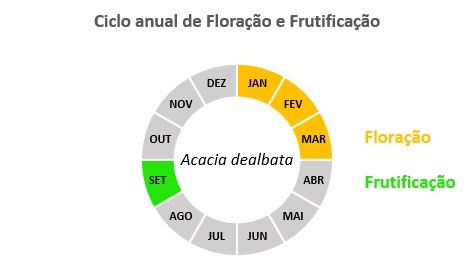 Ciclo anual de Floração e Frutificação
DEZ
JAN
NOV
FEV
OUT
MAR
Floração
Acacia dealbata
SET
ABR
Frutificação
AGO
MAI
JUL
JUN